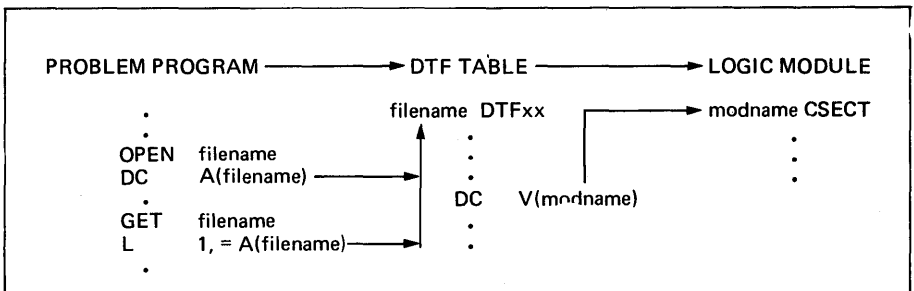 PROBLEM PROGRAM DTF TABLE LOGIC MODULE
filename DTFxx modname CSECT
OPEN filename
DC A(filename)
DC V(modname)
GET filename
L 1, = A(filename)